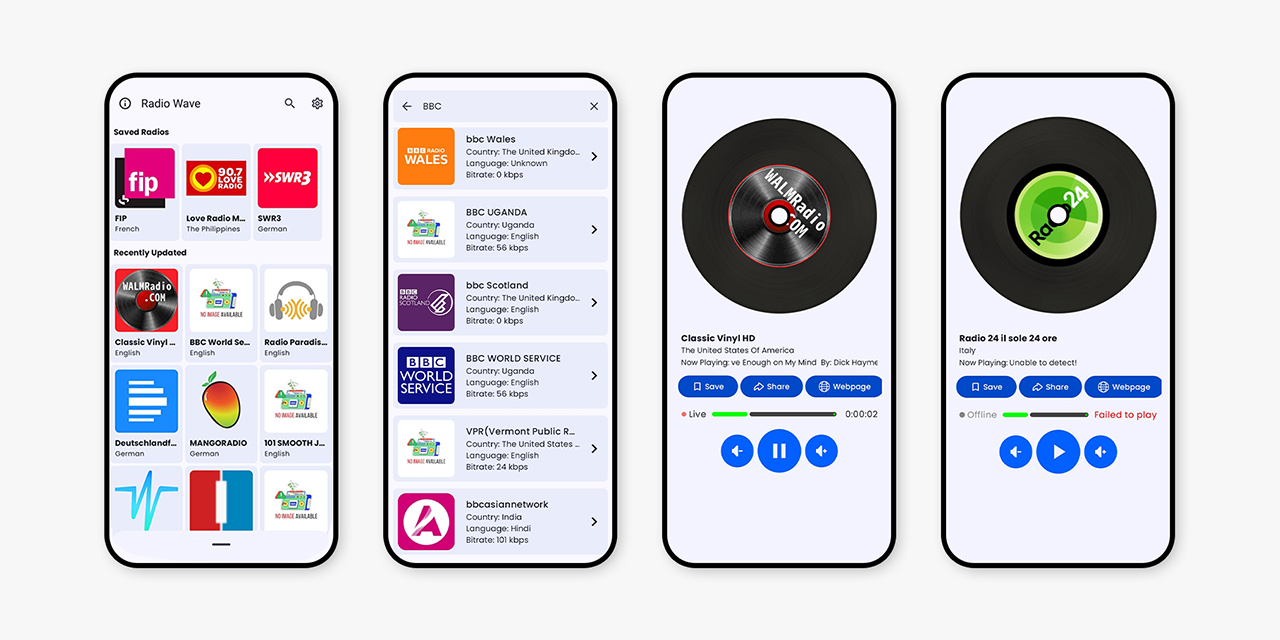 Radio Wave
Saved Radios
fip
90.7
LOVE
RADIO
SWR3
FIP
French
Love Radio M...
The Philippines
SWR3
German
Recently Updated
WALMRadio
.COM
NO IMAGE AVAILABLE
Classic Vinyl ...
English
BBC World Se...
English
Radio Paradis...
English
NO IMAGE AVAILABLE
Deutschlandf...
German
MANGORADIO
German
101 SMOOTH J...
English
NO IMAGE AVAILABLE
BBC
BBC RADIO
WALES
bbc Wales
Country: The United Kingdo...
Language: Unknown
Bitrate: 0 kbps
NO IMAGE AVAILABLE
BBC UGANDA
Country: Uganda
Language: English
Bitrate: 56 kbps
BBC
RADIO
SCOTLAND
bbc Scotland
Country: The United Kingdo...
Language: English
Bitrate: 0 kbps
BBC
WORLD
SERVICE
BBC WORLD SERVICE
Country: Uganda
Language: English
Bitrate: 56 kbps
NO IMAGE AVAILABLE
VPR(Vermont Public R...
Country: The United States ...
Language: English
Bitrate: 24 kbps
bbcasiannetwork
Country: India
Language: Hindi
Bitrate: 101 kbps
WALMRadio
.COM
Classic Vinyl HD
The United States Of America
Now Playing: ve Enough on My Mind By: Dick Hayme
Save
Share
Webpage
Live
0:00:02
Radio24
Radio 24 il sole 24 ore
Italy
Now Playing: Unable to detect!
Save
Share
Webpage
Offline
Failed to play